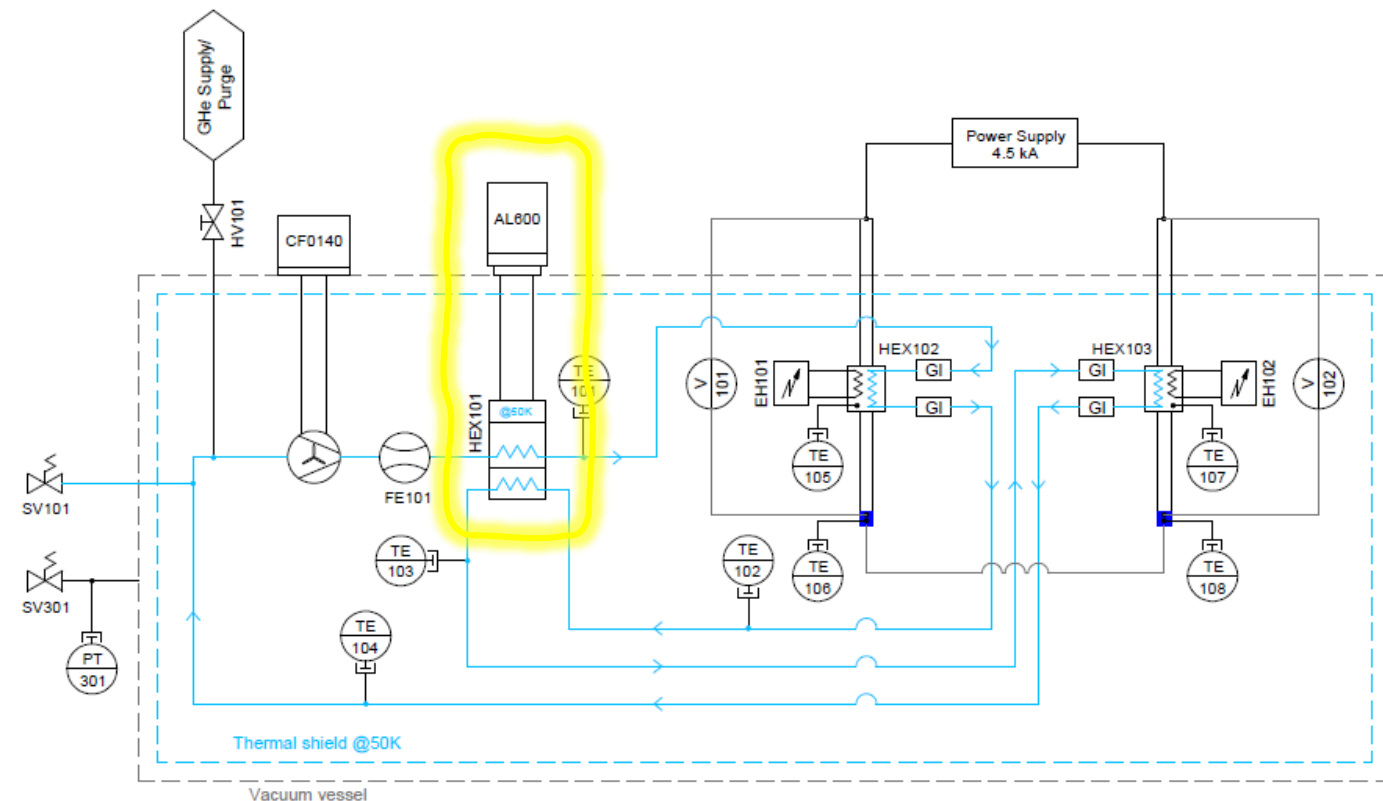 GHe Supply/
Purge
HV101
CF0140
AL600
Power Supply
4.5 kA
HEX101
@50K
TE
101
HEX102
HEX103
GI
GI
GI
GI
EH101
EH102
V
101
V
102
TE
105
TE
107
FE101
SV101
TE
103
TE
102
TE
106
TE
108
SV301
TE
104
PT
301
Thermal shield @50K
Vacuum vessel